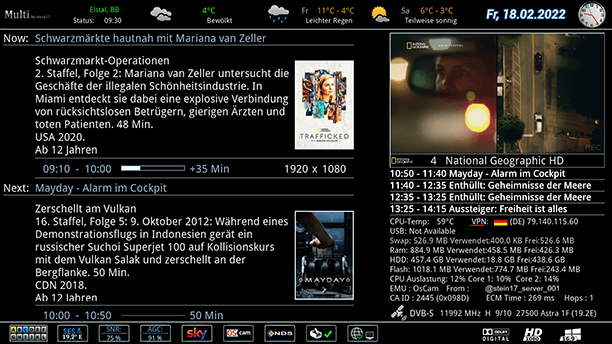 Multi by stein17
Elstal, BB
Status: 09:30
4°C
Bewölkt
Fr 11°C - 4°C
Leichter Regen
Sa 6°C - 3°C
Teilweise sonnig
Fr, 18.02.2022
Now: Schwarzmärkte hautnah mit Mariana van Zeller
Schwarzmarkt-Operationen
2. Staffel, Folge 2: Mariana van Zeller untersucht die
Geschäfte der illegalen Schönheitsindustrie. In
Miami entdeckt sie dabei eine explosive Verbindung
von rücksichtslosen Betrügern, gierigen Ärzten und
toten Patienten. 48 Min.
USA 2020.
Ab 12 Jahren
TRAFFICKED
09:10 - 10:00 +35 Min 1920 x 1080
Next: Mayday - Alarm im Cockpit
Zerschellt am Vulkan
16. Staffel, Folge 5: 9. Oktober 2012: Während eines
Demonstrationsflugs in Indonesien gerät ein
russischer Suchoi Superjet 100 auf Kollisionskurs
mit dem Vulkan Salak und zerschellt an der
Bergflanke. 50 Min.
CDN 2018.
Ab 12 Jahren
MAYDAY
10:00 - 10:50 50 Min
NATIONAL GEOGRAPHIC
REC
4 National Geographic HD
10:50 - 11:40 Mayday - Alarm im Cockpit
11:40 - 12:35 Enthüllt: Geheimnisse der Meere
12:35 - 13:25 Enthüllt: Geheimnisse der Meere
13:25 - 14:15 Aussteiger: Freiheit ist alles
CPU-Temp: 59°C VPN: (DE) 79.140.115.60
USB: Not Available
Swap: 526.9 MB Verwendet:400.0 KB Frei:526.6 MB
Ram: 884.9 MB Verwendet:458.5 MB Frei:426.3 MB
HDD: 457.4 GB Verwendet:18.8 GB Frei:438.6 GB
Flash: 1018.1 MB Verwendet:774.7 MB Frei:243.4 MB
CPU Auslastung: 12% Core 1: 10% Core 2: 14%
EMU : OsCam From : @stein17_server_001
CA ID : 2445 (0x098D) ECM Time : 269 ms Hops : 1
DVB-S 11992 MHz H 9/10 27500 Astra 1F (19.2E)
SES
19,2° E
SNR:
75 %
AGC:
91 %
sky
OScam
NDS
DOLBY
DIGITAL
HD
1080
16:9